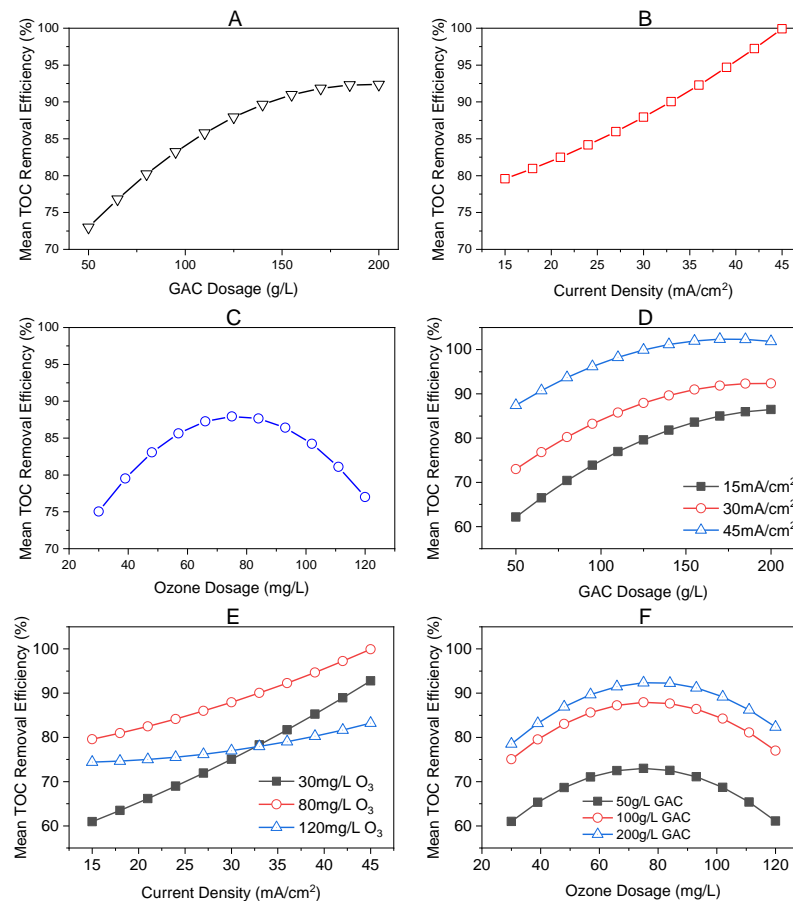 A
Mean TOC Removal Efficiency (%)
100
95
90
85
80
75
70
50
100
150
200
GAC Dosage (g/L)
B
Mean TOC Removal Efficiency (%)
100
95
90
85
80
75
70
15
20
25
30
35
40
45
Current Density (mA/cm²)
C
Mean TOC Removal Efficiency (%)
100
95
90
85
80
75
70
20
40
60
80
100
120
Ozone Dosage (mg/L)
D
Mean TOC Removal Efficiency (%)
100
90
80
70
60
15mA/cm²
30mA/cm²
45mA/cm²
50
100
150
200
GAC Dosage (g/L)
E
Mean TOC Removal Efficiency (%)
100
90
80
70
60
30mg/L O₃
80mg/L O₃
120mg/L O₃
15
20
25
30
35
40
45
Current Density (mA/cm²)
F
Mean TOC Removal Efficiency (%)
100
90
80
70
60
50g/L GAC
100g/L GAC
200g/L GAC
20
40
60
80
100
120
Ozone Dosage (mg/L)